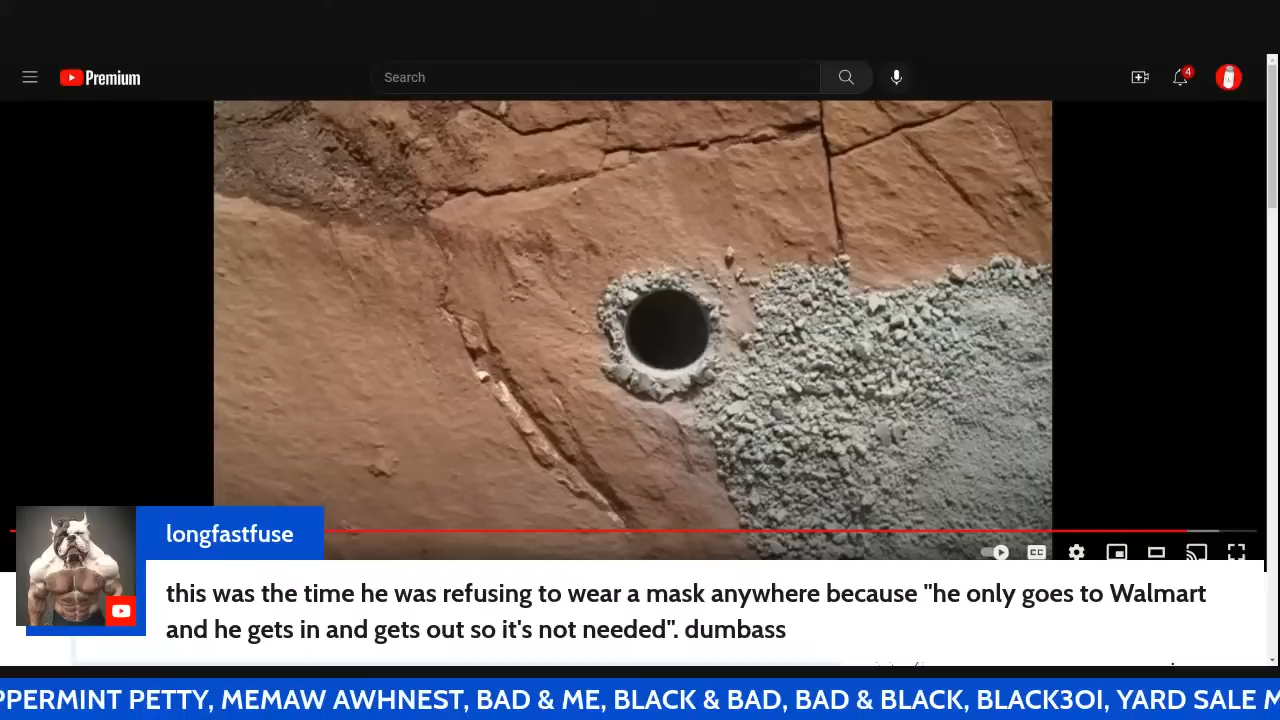 Premium
Search
4
CC
longfastfuse
this was the time he was refusing to wear a mask anywhere because "he only goes to Walmart
and he gets in and gets out so it's not needed". dumbass
PPERMINT PETTY, MEMAW AWHNEST, BAD & ME, BLACK & BAD, BAD & BLACK, BLACK3OI, YARD SALE M